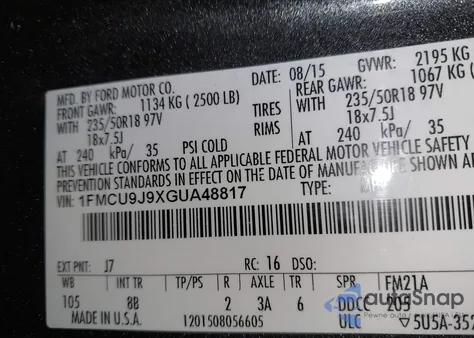 MFD. BY FORD MOTOR CO.
DATE: 08/15 GVWR: 2195 KG
FRONT GAWR: 1134 KG (2500 LB) REAR GAWR: 1067 KG
WITH 235/50R18 97V TIRES WITH 235/50R18 97V
18x7.5J RIMS 18x7.5J
AT 240 kPa/ 35 PSI COLD AT 240 kPa/ 35
THIS VEHICLE CONFORMS TO ALL APPLICABLE FEDERAL MOTOR VEHICLE
PREVENTION STANDARDS IN EFFECT ON THE DATE OF MANUFACTURE
VIN: 1FMCU9J9XGUA48817 TYPE:
EXT PNT: J7 RC: 16 DSO:
WB INT TR TP/PS R A TR SPR FM21A
105 8B 2 3A 6 DDCC 205
MADE IN U.S.A. 1201508056605 ULC ▽5U5A-352
autoSnap